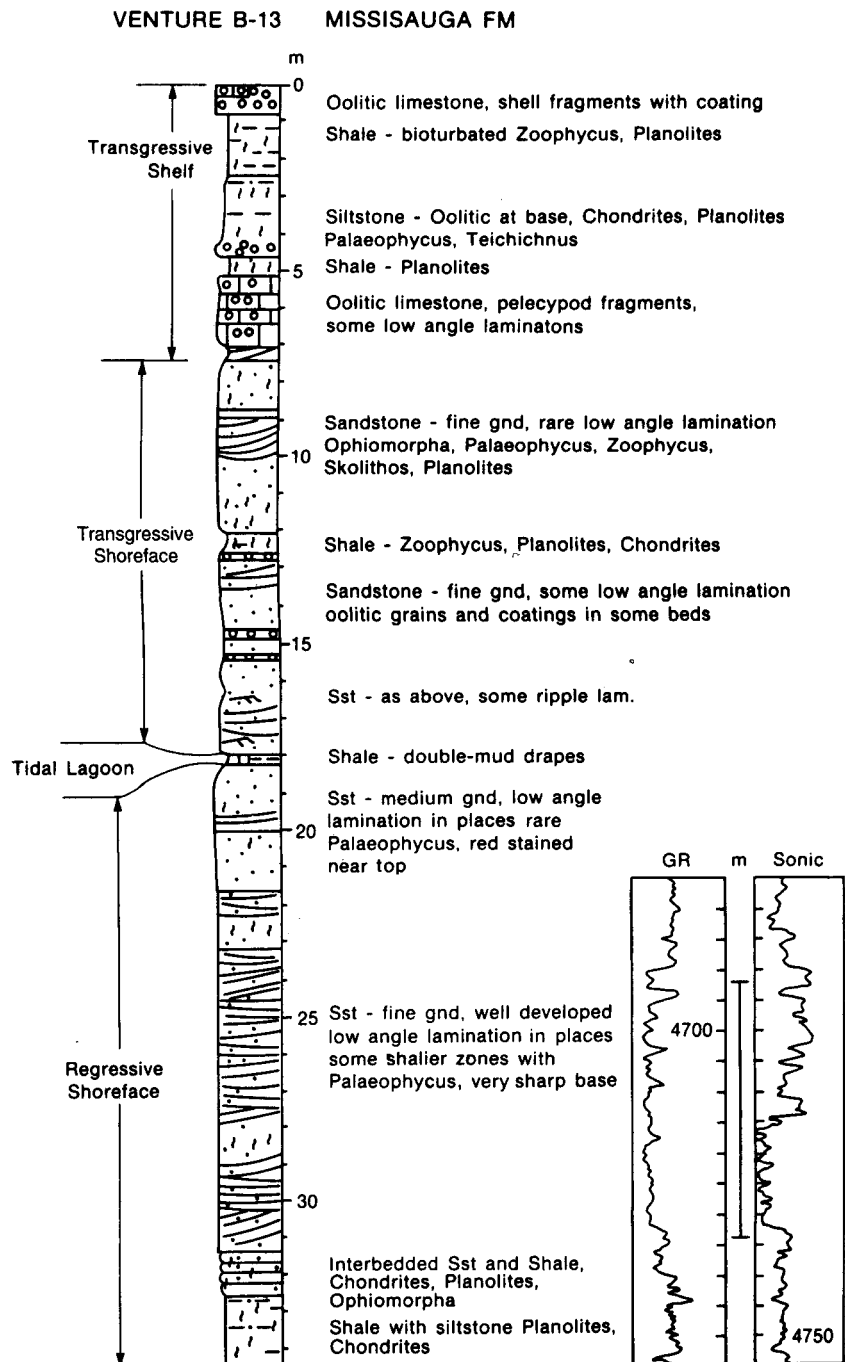 VENTURE B-13 MISSISAUGA FM
m
0
Oolitic limestone, shell fragments with coating
Shale - bioturbated Zoophycus, Planolites
Transgressive
Shelf
Siltstone - Oolitic at base, Chondrites, Planolites
Palaeophycus, Teichichnus
5
Shale - Planolites
Oolitic limestone, pelecypod fragments,
some low angle laminatons
Sandstone - fine gnd, rare low angle lamination
Ophiomorpha, Palaeophycus, Zoophycus,
Skolithos, Planolites
10
Transgressive
Shoreface
Shale - Zoophycus, Planolites, Chondrites
Sandstone - fine gnd, some low angle lamination
oolitic grains and coatings in some beds
15
Sst - as above, some ripple lam.
Tidal Lagoon
Shale - double-mud drapes
Sst - medium gnd, low angle
lamination in places rare
Palaeophycus, red stained
near top
20
Sst - fine gnd, well developed
low angle lamination in places
some shalier zones with
Palaeophycus, very sharp base
25
Regressive
Shoreface
30
Interbedded Sst and Shale,
Chondrites, Planolites,
Ophiomorpha
Shale with siltstone Planolites,
Chondrites
GR m Sonic
4700
4750